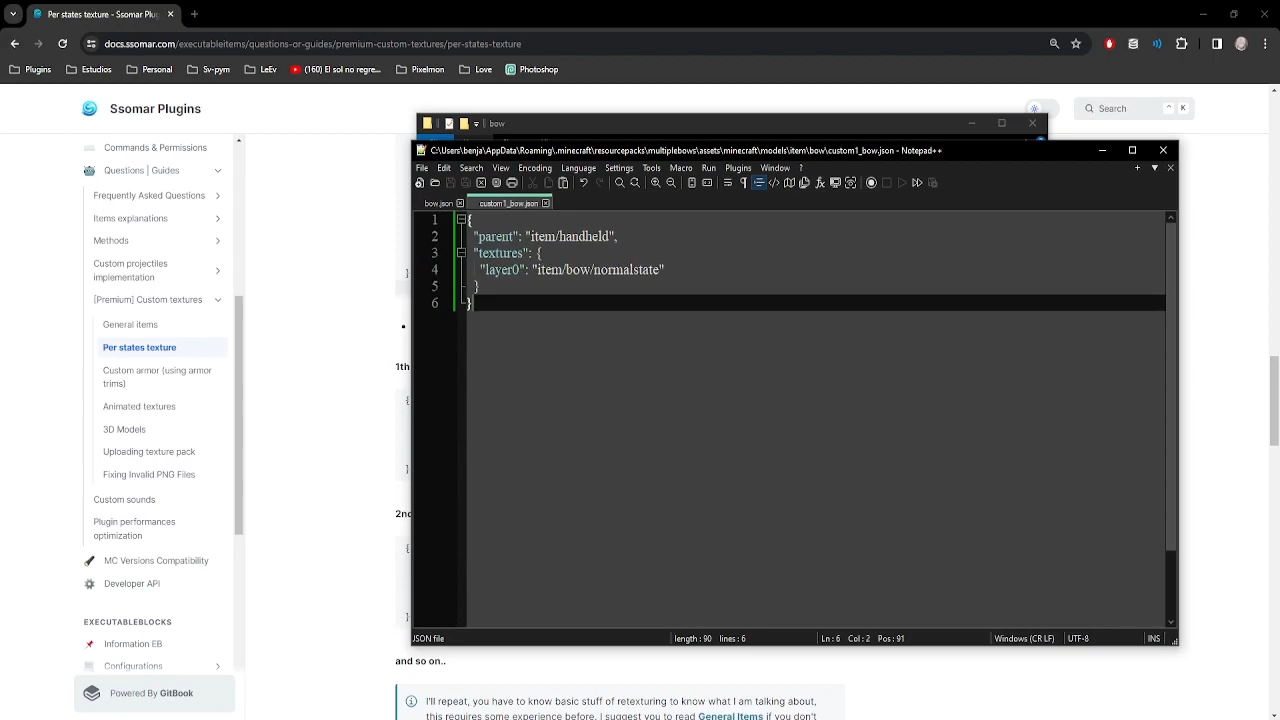 Per states texture - Ssomar Plug
docs.ssomar.com/executableitems/questions-or-guides/premium-custom-textures/per-states-texture
Plugins
Estudios
Personal
Sv-pym
LeEv
(160) El sol no regre...
Pixelmon
Love
Photoshop
Ssomar Plugins
Search
^ K
Commands & Permissions
Questions | Guides
Frequently Asked Questions
Items explanations
Methods
Custom projectiles
implementation
[Premium] Custom textures
General items
Per states texture
Custom armor (using armor
trims)
Animated textures
3D Models
Uploading texture pack
Fixing Invalid PNG Files
Custom sounds
Plugin performances
optimization
MC Versions Compatibility
Developer API
EXECUTABLEBLOCKS
Information EB
Configurations
Powered By GitBook
1th
{
2nd
{
and so on..
I'll repeat, you have to know basic stuff of retexturing to know what I am talking about,
this requires some experience before. I suggest you to read General Items if you don't
bow
C:\Users\benja\AppData\Roaming\.minecraft\resourcepacks\multiplebows\assets\minecraft\models\item\bow\custom1_bow.json - Notepad++
File Edit Search View Encoding Language Settings Tools Macro Run Plugins Window ?
+ ▼ X
bow.json
custom1_bow.json
1 {
2 "parent": "item/handheld",
3 "textures": {
4 "layer0": "item/bow/normalstate"
5 }
6 }
JSON file
length : 90 lines : 6
Ln : 6 Col : 2 Pos : 91
Windows (CR LF)
UTF-8
INS